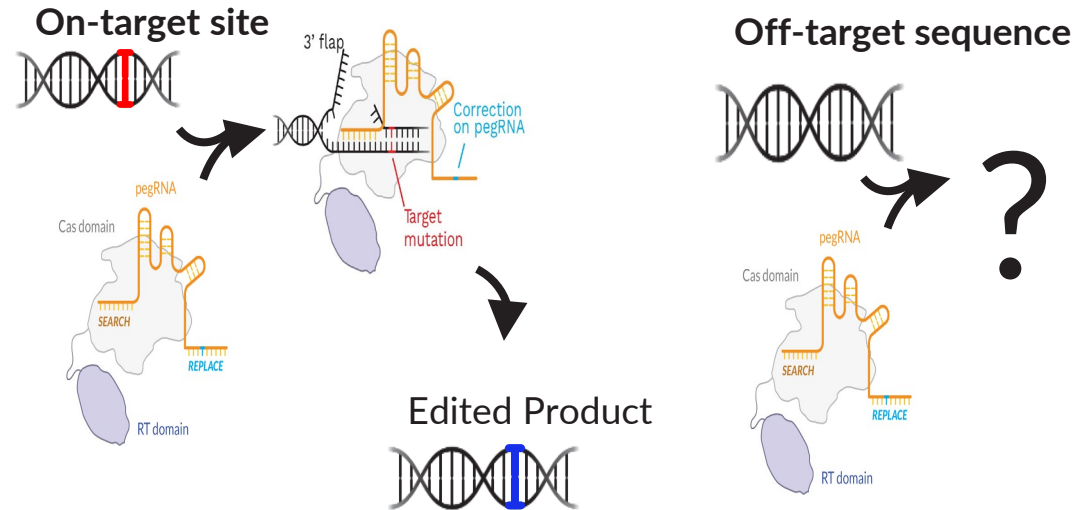 On-target site
3' flap
Correction
on pegRNA
Target
mutation
pegRNA
Cas domain
SEARCH
REPLACE
RT domain
Edited Product
Off-target sequence
?
pegRNA
Cas domain
SEARCH
REPLACE
RT domain